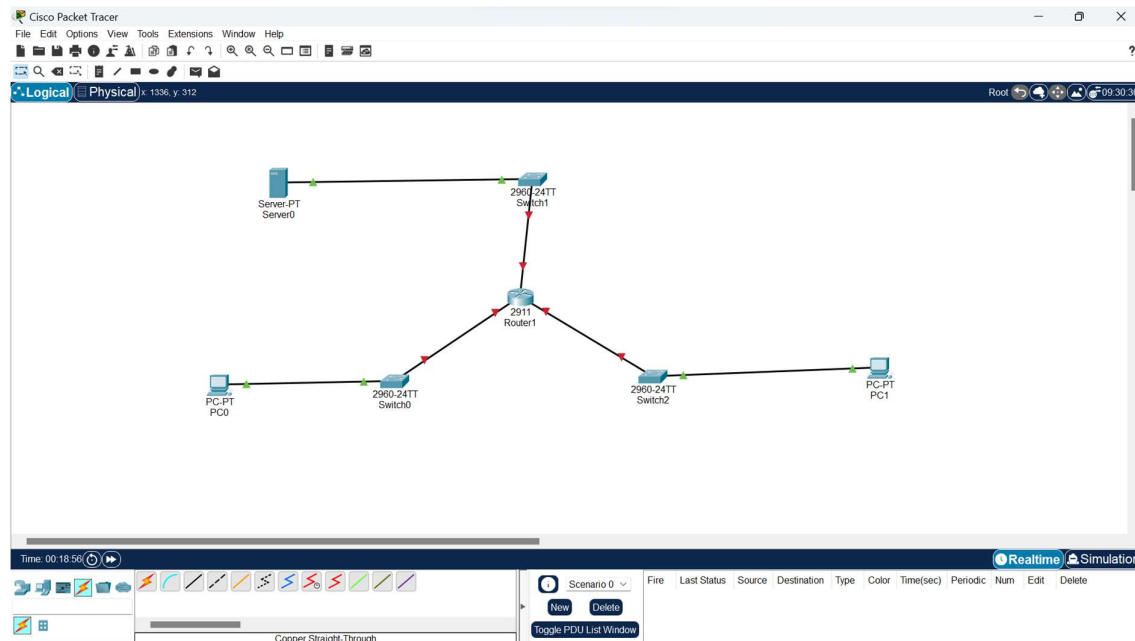 Cisco Packet Tracer
File Edit Options View Tools Extensions Window Help
?
Logical Physical x: 1336, y: 312
Root 09:30:30
2960-24TT
Switch1
Server-PT
Server0
2911
Router1
PC-PT
PC0
2960-24TT
Switch0
2960-24TT
Switch2
PC-PT
PC1
Time: 00:18:56
Realtime Simulation
Scenario 0
Fire Last Status Source Destination Type Color Time(sec) Periodic Num Edit Delete
New Delete
Toggle PDU List Window
Copper Straight-Through